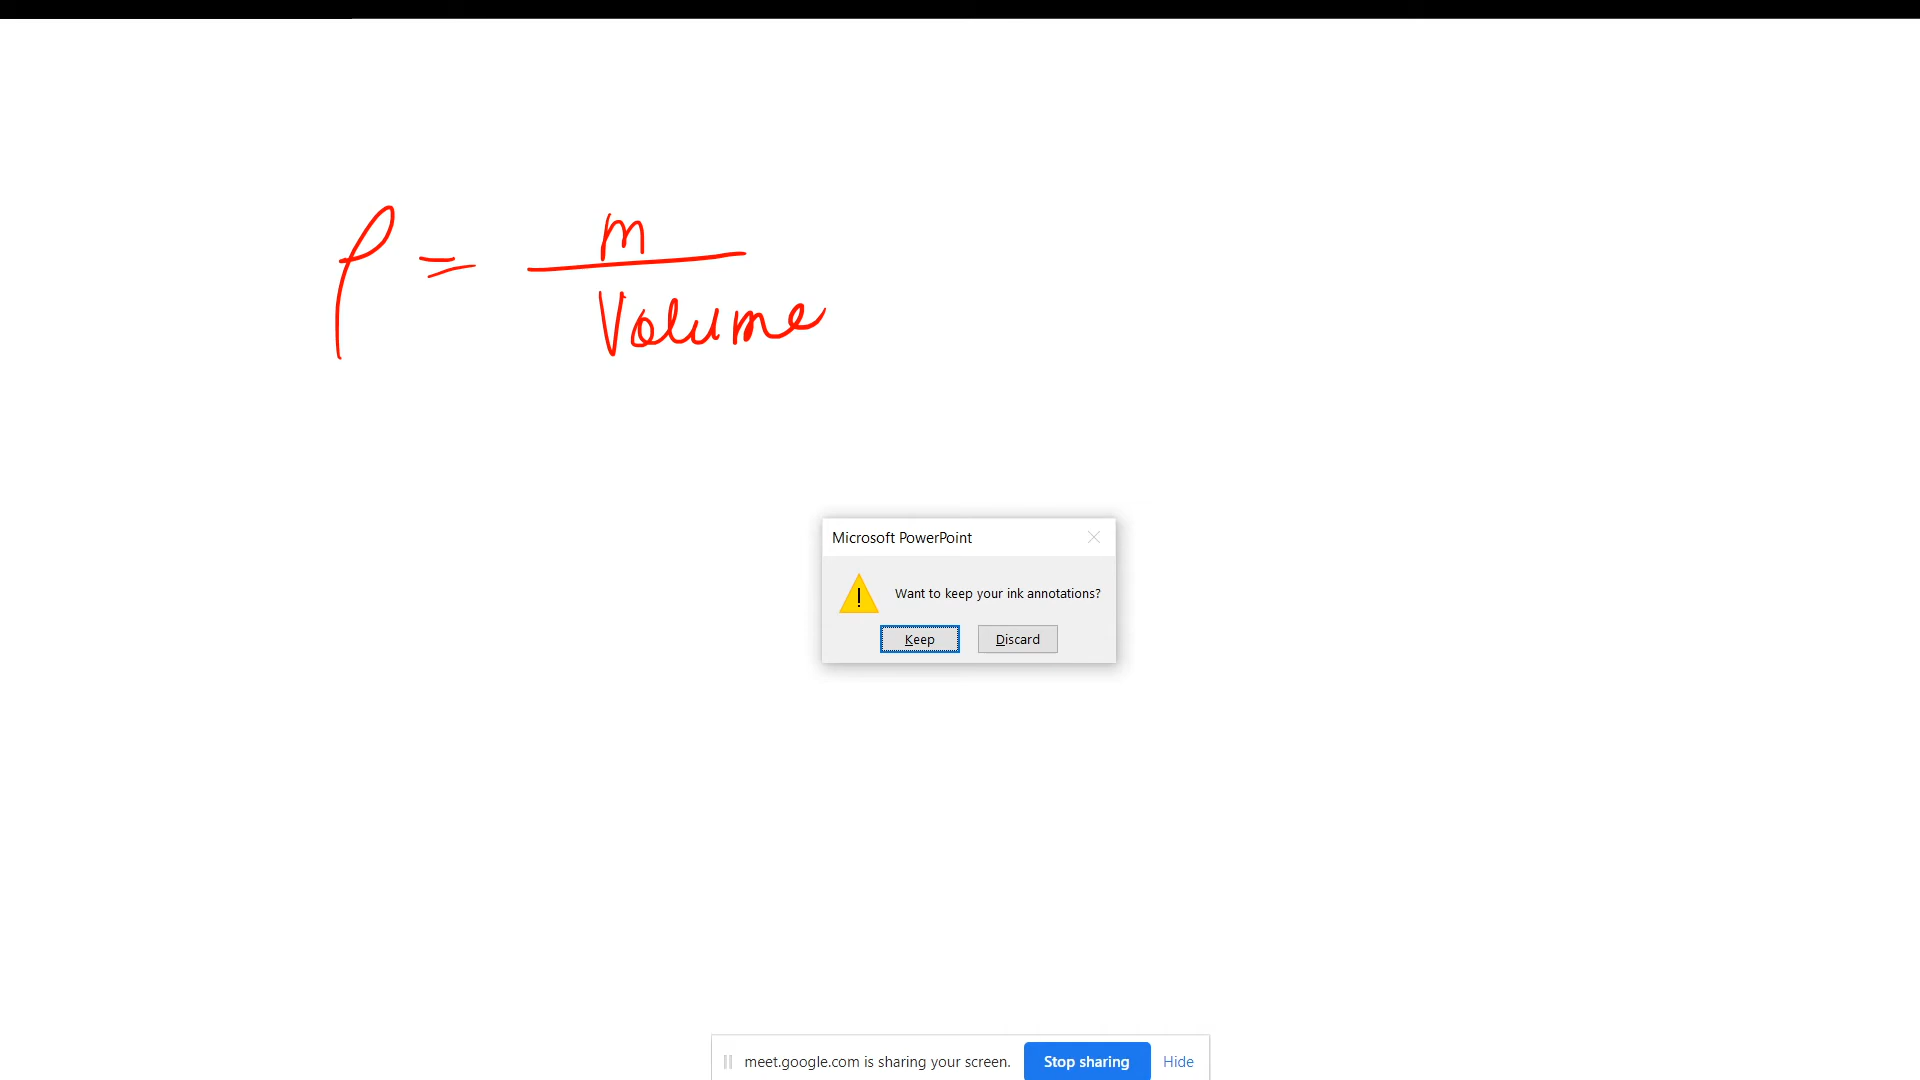 ρ = m
Volume
Microsoft PowerPoint
Want to keep your ink annotations?
Keep Discard
meet.google.com is sharing your screen. Stop sharing Hide